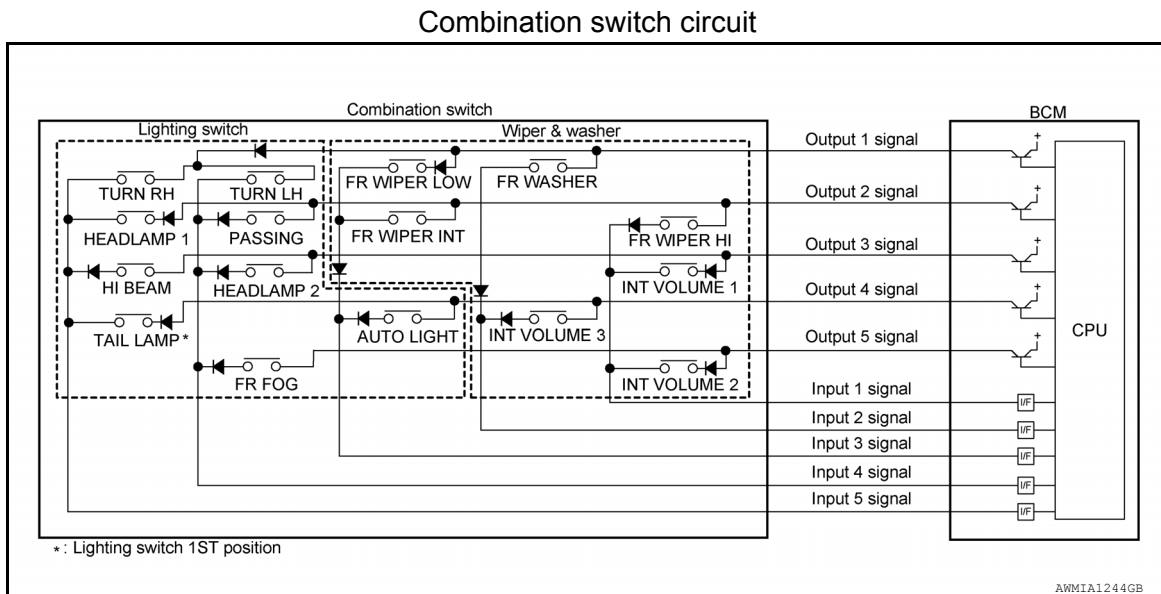 Combination switch circuit
Combination switch
BCM
Lighting switch
Wiper & washer
Output 1 signal
+
TURN RH
TURN LH
FR WIPER LOW
FR WASHER
Output 2 signal
+
HEADLAMP 1
PASSING
FR WIPER INT
FR WIPER HI
Output 3 signal
+
HI BEAM
HEADLAMP 2
INT VOLUME 1
Output 4 signal
+
TAIL LAMP*
AUTO LIGHT
INT VOLUME 3
Output 5 signal
+
CPU
FR FOG
INT VOLUME 2
Input 1 signal
I/F
Input 2 signal
I/F
Input 3 signal
I/F
Input 4 signal
I/F
Input 5 signal
I/F
*: Lighting switch 1ST position
AWMIA1244GB